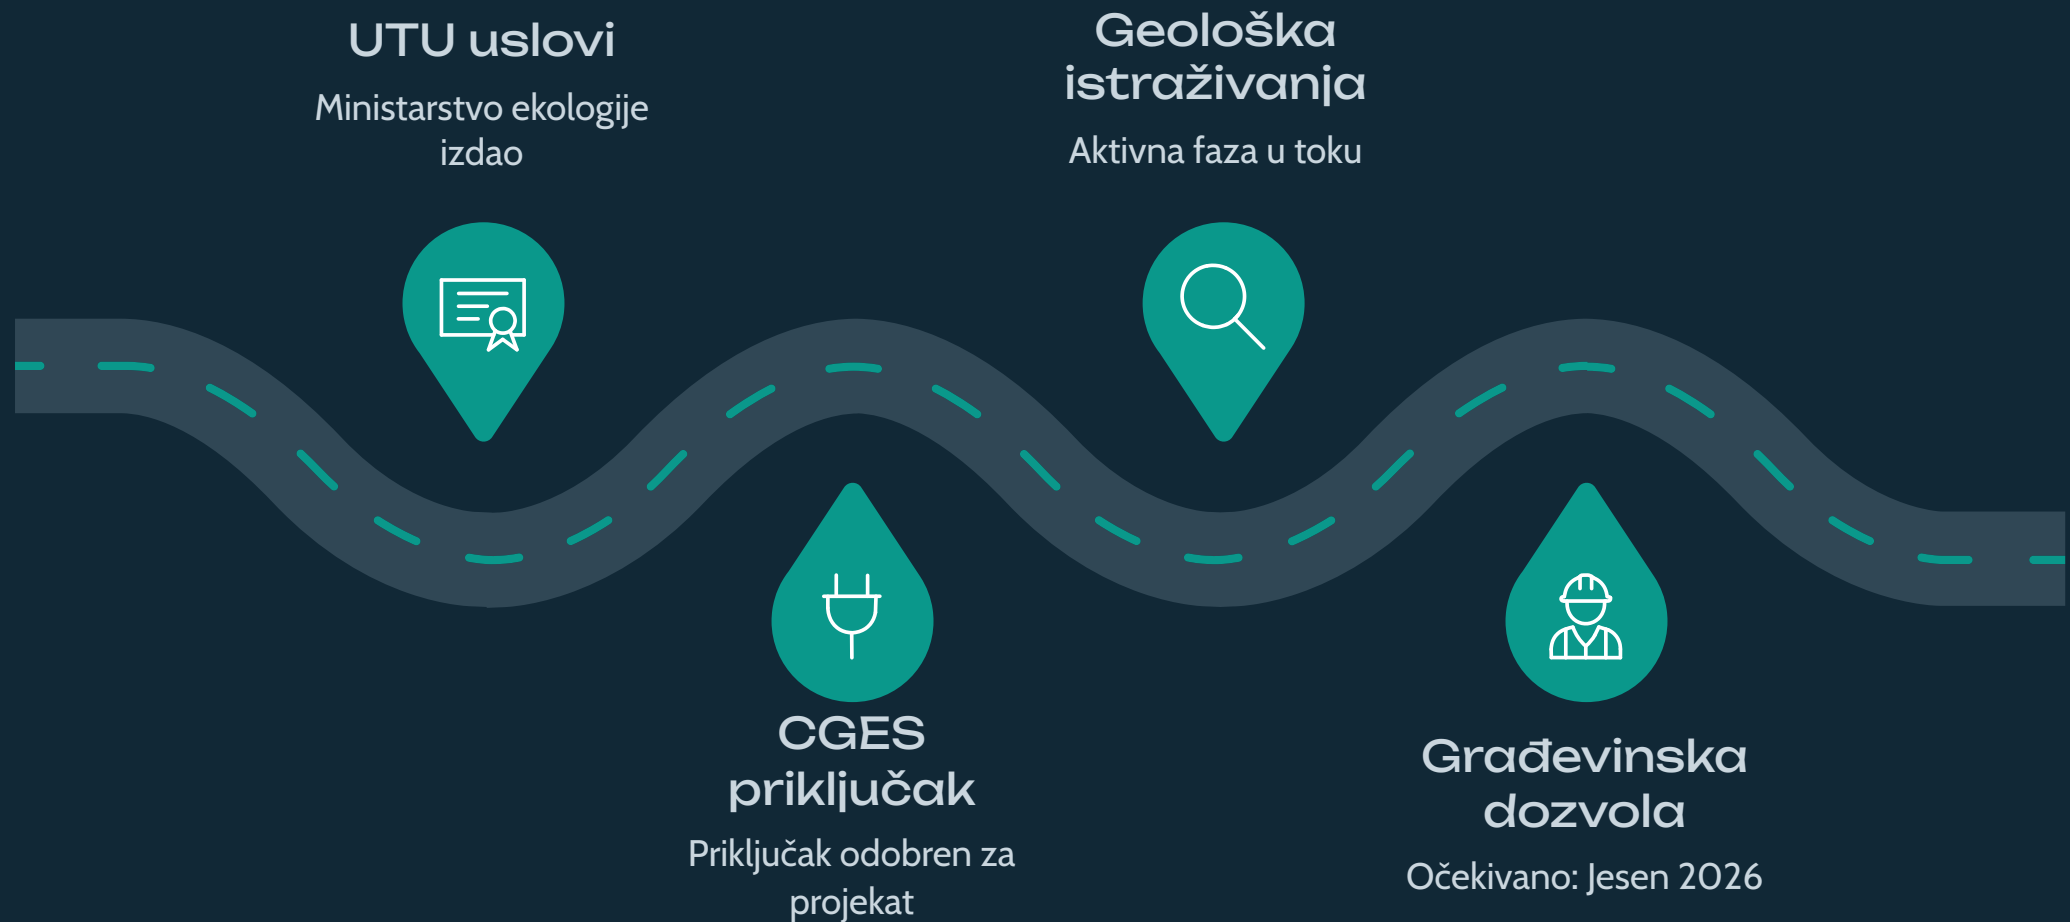 UTU uslovi
Ministarstvo ekologije
izdao
CGES
priključak
Priključak odobren za
projekat
Geološka
istraživanja
Aktivna faza u toku
Građevinska
dozvola
Očekivano: Jesen 2026